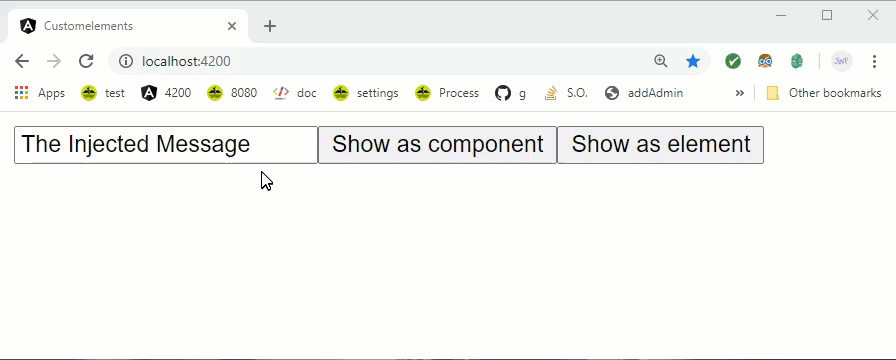 Customelements
localhost:4200
Apps test 4200 8080 doc settings Process g S.O. addAdmin » Other bookmarks
The Injected Message Show as component Show as element